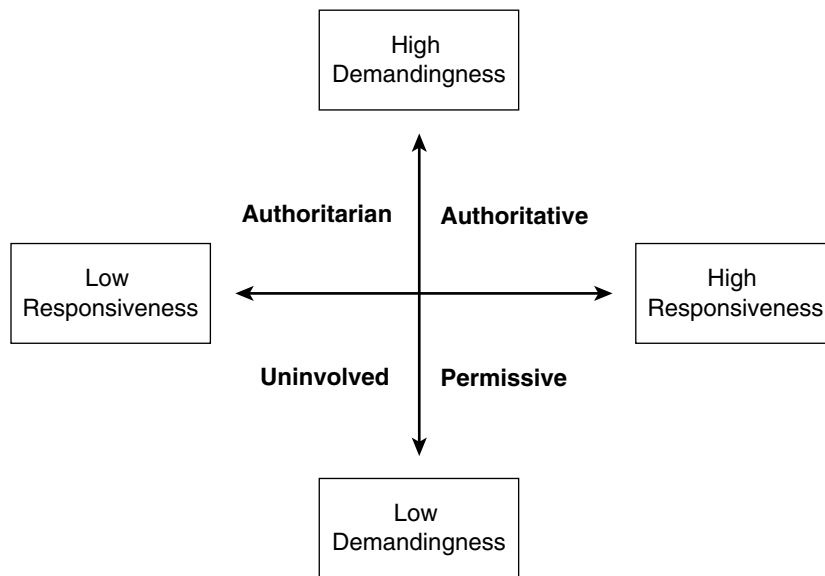 High
Demandingness
Authoritarian
Authoritative
Low
Responsiveness
High
Responsiveness
Uninvolved
Permissive
Low
Demandingness